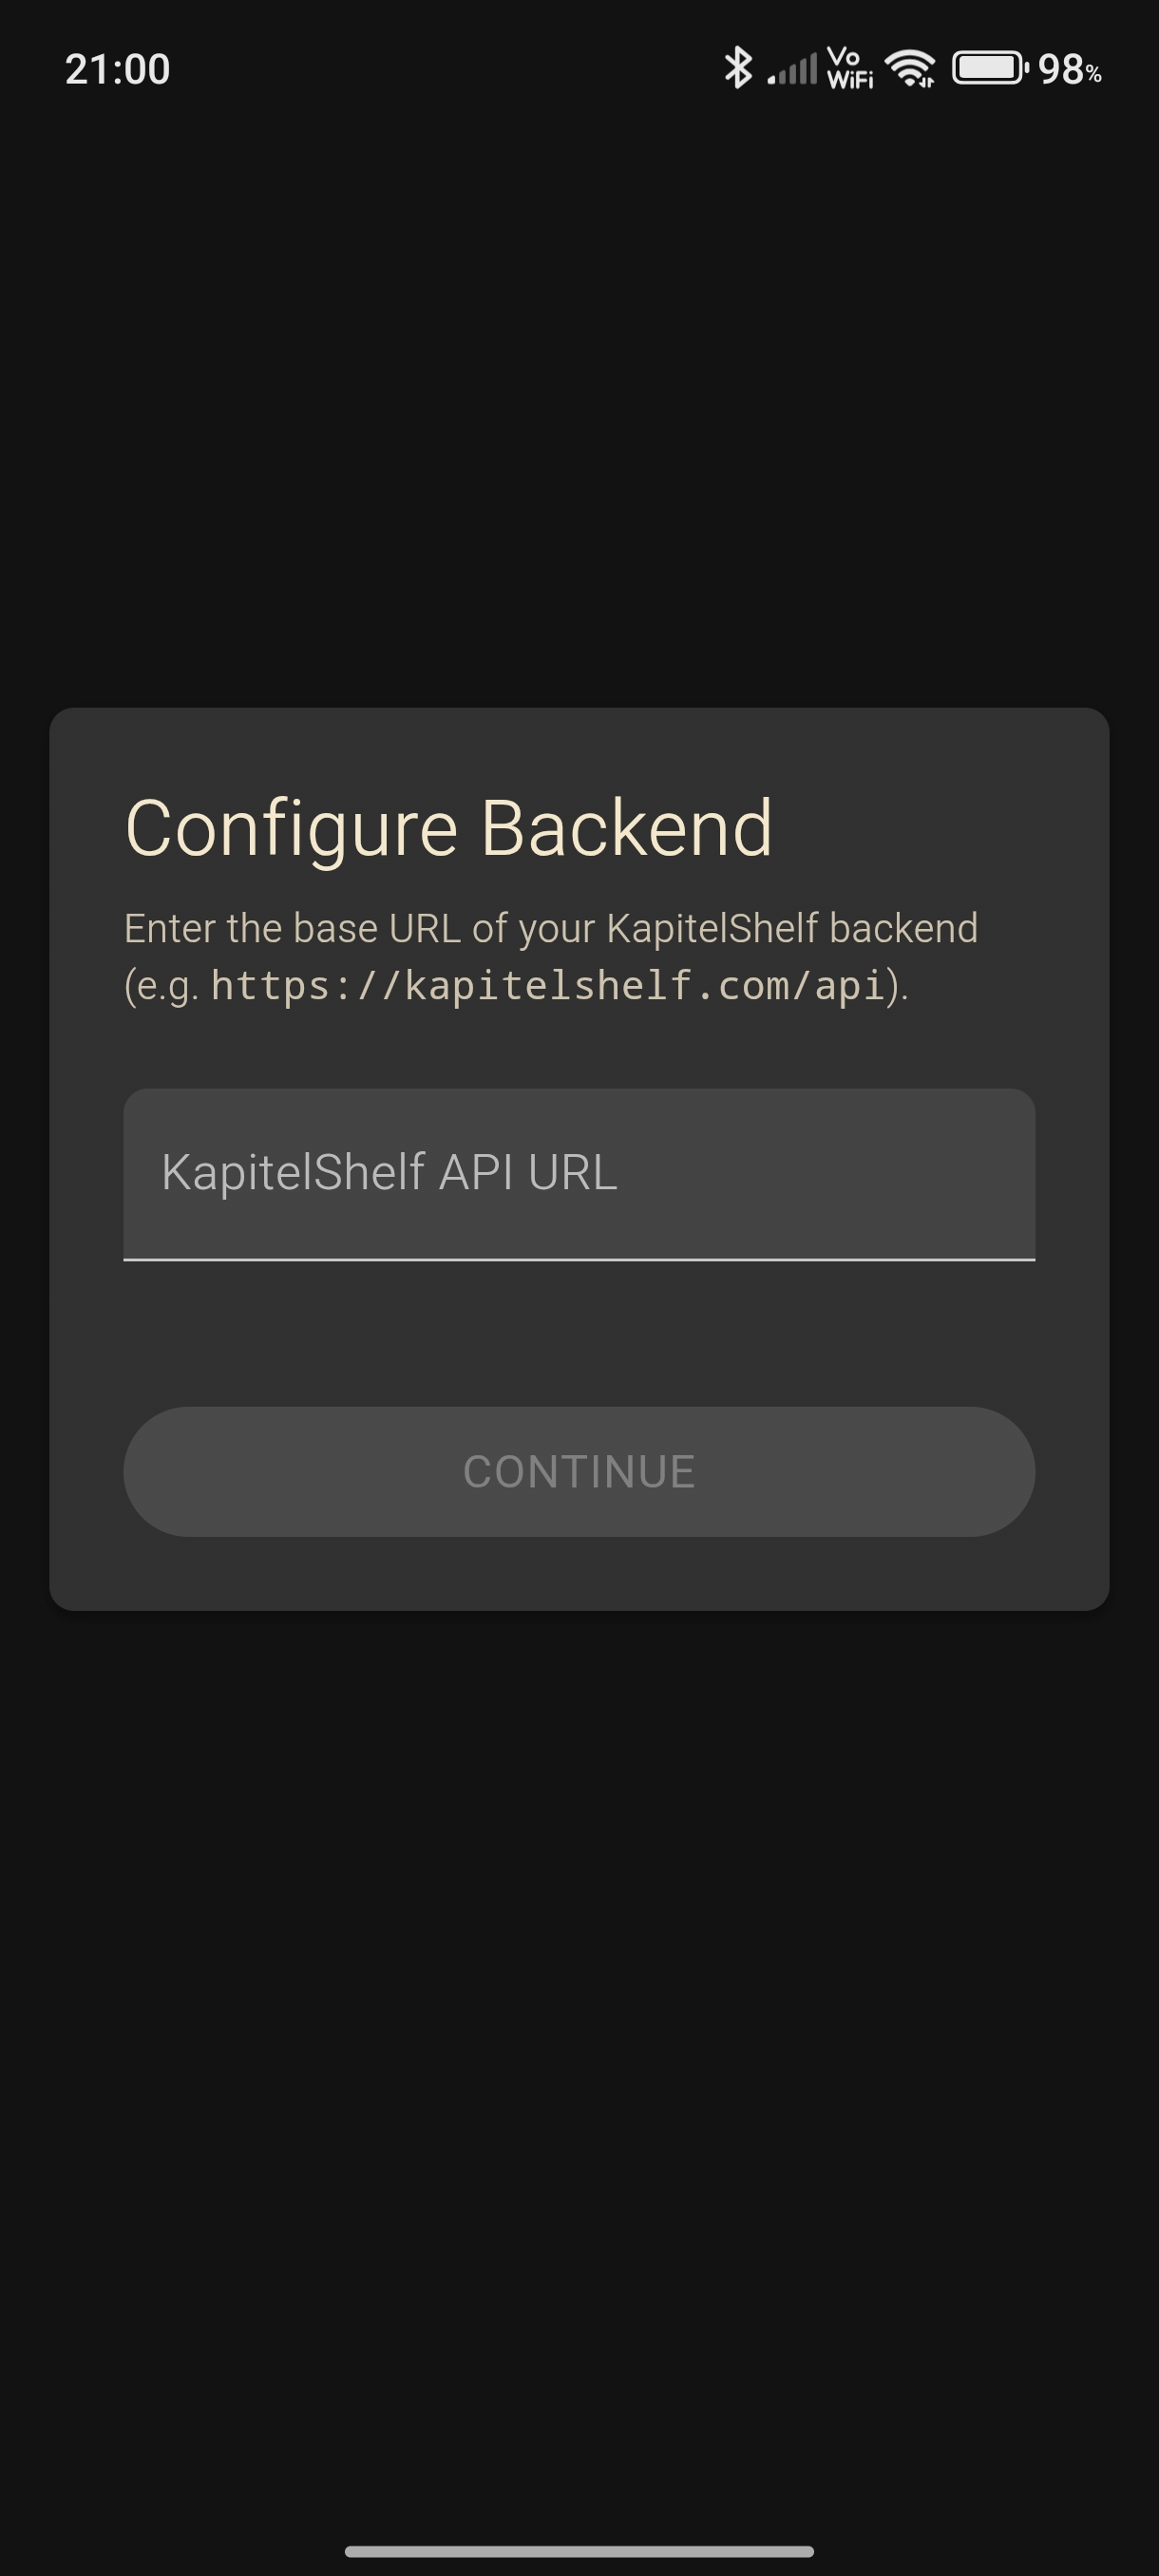 21:00
Vo
WiFi
98%
Configure Backend
Enter the base URL of your KapitelShelf backend
(e.g. https://kapitelshelf.com/api).
KapitelShelf API URL
CONTINUE